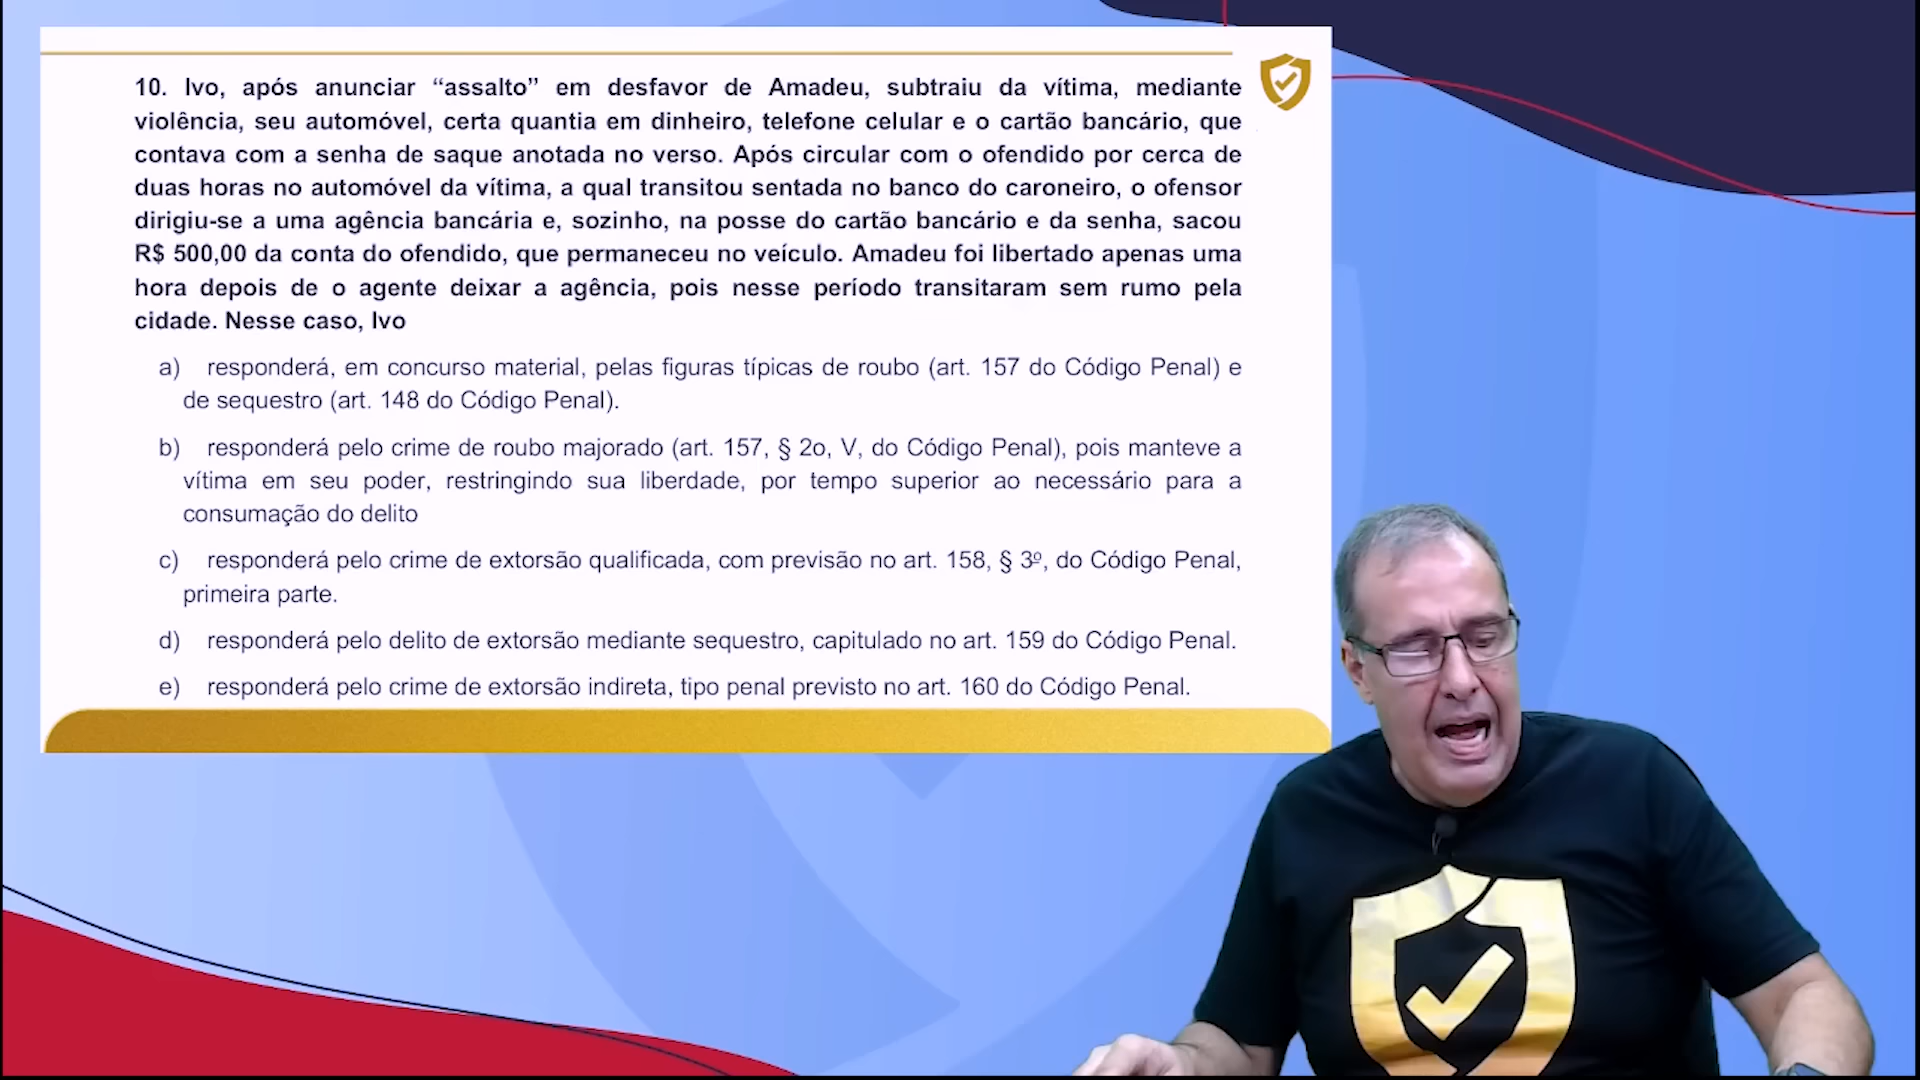 10. Ivo, após anunciar “assalto” em desfavor de Amadeu, subtraiu da vítima, mediante
violência, seu automóvel, certa quantia em dinheiro, telefone celular e o cartão bancário, que
contava com a senha de saque anotada no verso. Após circular com o ofendido por cerca de
duas horas no automóvel da vítima, a qual transitou sentada no banco do caroneiro, o ofensor
dirigiu-se a uma agência bancária e, sozinho, na posse do cartão bancário e da senha, sacou
R$ 500,00 da conta do ofendido, que permaneceu no veículo. Amadeu foi libertado apenas uma
hora depois de o agente deixar a agência, pois nesse período transitaram sem rumo pela
cidade. Nesse caso, Ivo
a) responderá, em concurso material, pelas figuras típicas de roubo (art. 157 do Código Penal) e
de sequestro (art. 148 do Código Penal).
b) responderá pelo crime de roubo majorado (art. 157, § 2o, V, do Código Penal), pois manteve a
vítima em seu poder, restringindo sua liberdade, por tempo superior ao necessário para a
consumação do delito
c) responderá pelo crime de extorsão qualificada, com previsão no art. 158, § 3º, do Código Penal,
primeira parte.
d) responderá pelo delito de extorsão mediante sequestro, capitulado no art. 159 do Código Penal.
e) responderá pelo crime de extorsão indireta, tipo penal previsto no art. 160 do Código Penal.